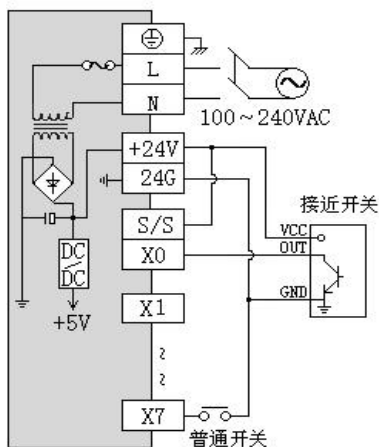 L
N
100～240VAC
+24V
24G
接近开关
S/S
VCC
OUT
X0
DC
DC
GND
X1
+5V
X7
普通开关